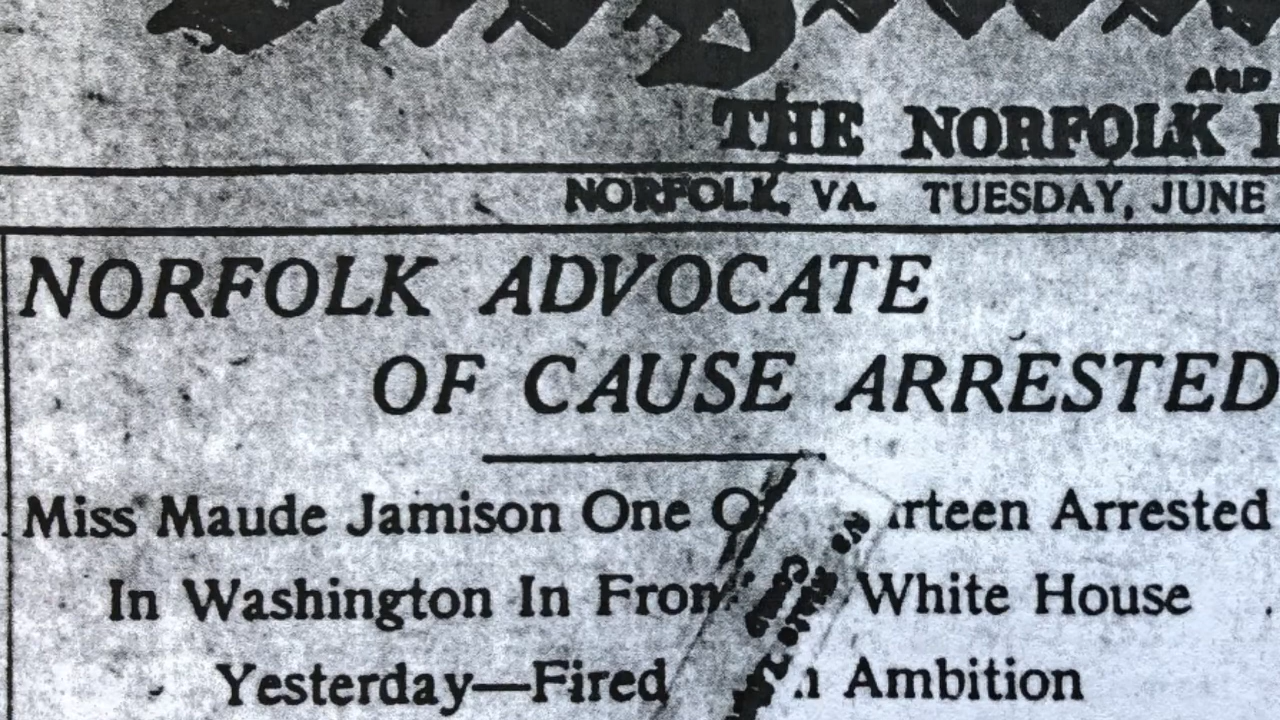 AND
THE NORFOLK
NORFOLK, VA. TUESDAY, JUNE
NORFOLK ADVOCATE
OF CAUSE ARRESTED
Miss Maude Jamison One Arrested
In Washington In White House
Yesterday—Fired Ambition